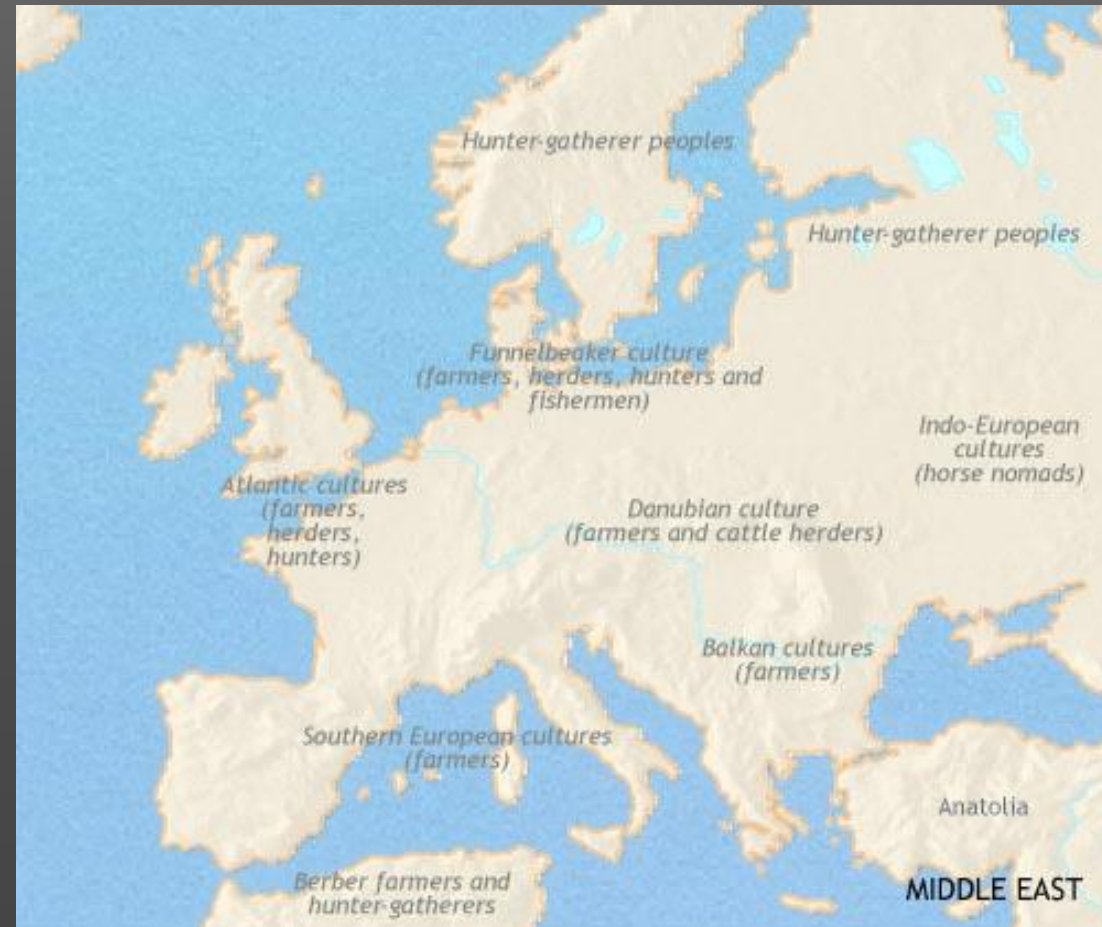 Hunter-gatherer peoples
Hunter-gatherer peoples
Funnelbeaker culture
(farmers, herders, hunters and
fishermen)
Indo-European
cultures
(horse nomads)
Atlantic cultures
(farmers,
herders,
hunters)
Danubian culture
(farmers and cattle herders)
Balkan cultures
(farmers)
Southern European cultures
(farmers)
Anatolia
Berber farmers and
hunter-gatherers
MIDDLE EAST